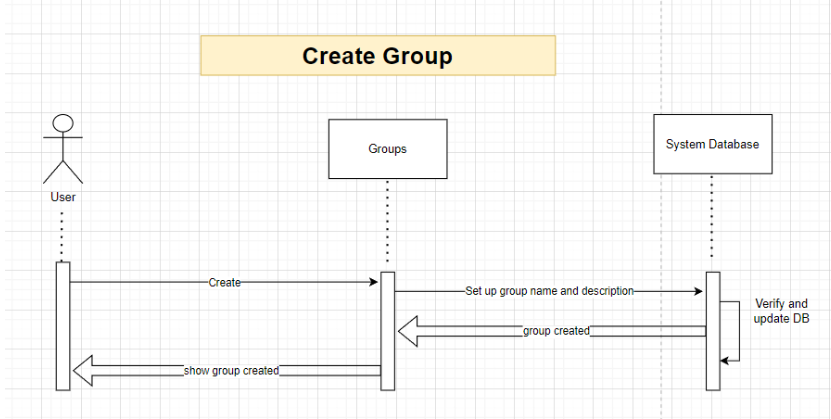 Create Group
Groups
System Database
User
Create
Set up group name and description
Verify and
update DB
group created
show group created